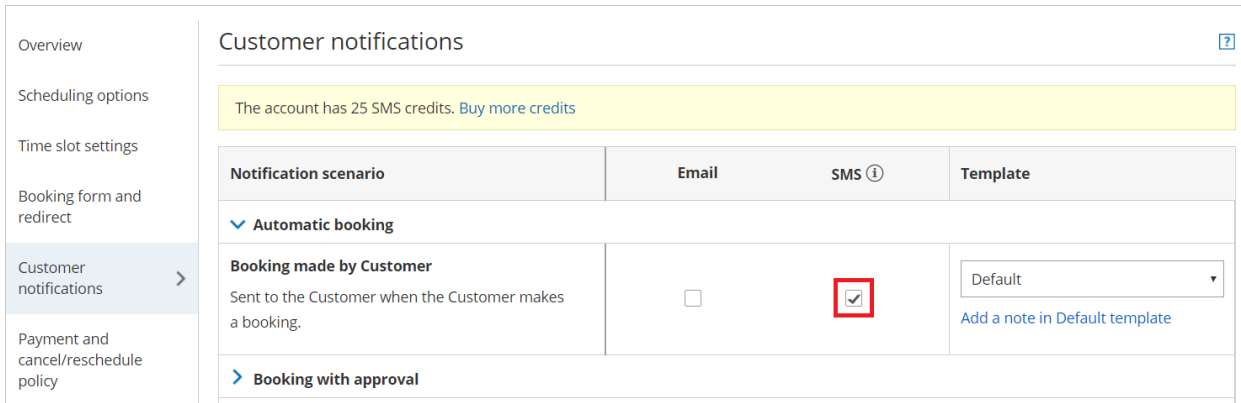 Overview
Scheduling options
Time slot settings
Booking form and
redirect
Customer
notifications
Payment and
cancel/reschedule
policy
Customer notifications
?
The account has 25 SMS credits. Buy more credits
Notification scenario Email SMS i Template
Automatic booking
Booking made by Customer
Sent to the Customer when the Customer makes
a booking.
Default
Add a note in Default template
Booking with approval